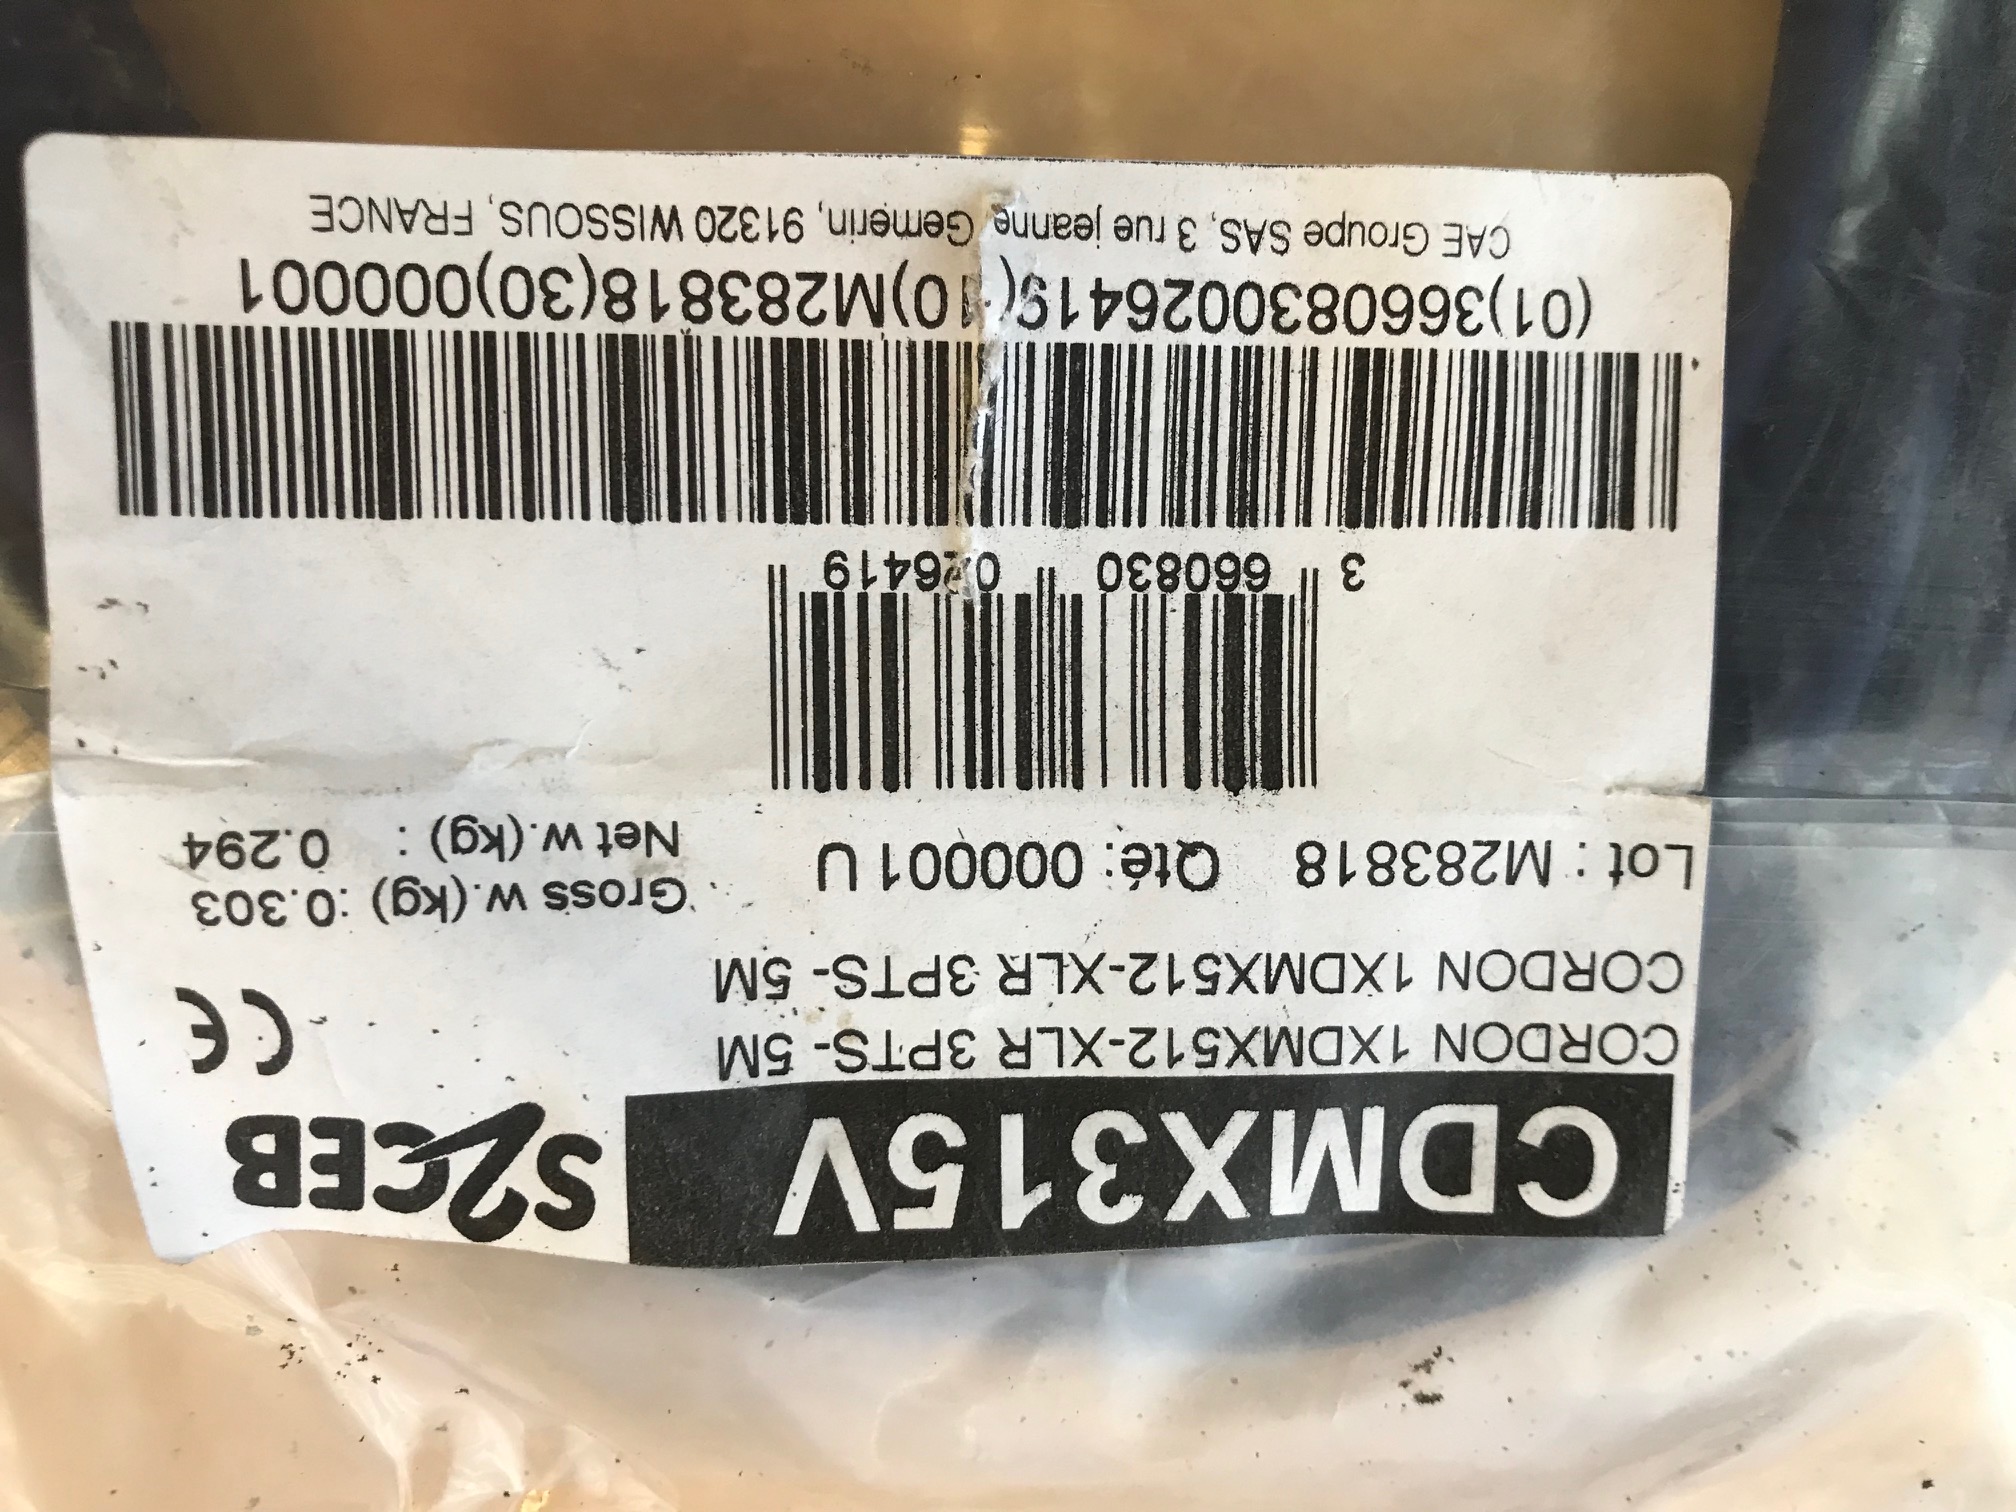 CDMX315V S2CEB
CORDON 1XDMX512-XLR 3PTS- 5M
CORDON 1XDMX512-XLR 3PTS- 5M
CE
Lot : M283818 Qté: 000001 U
Gross w.(kg) :0.303
Net w.(kg) : 0.294
3 660830 026419
(01)3660830026419(10)M283818(30)000001
CAE Groupe SAS, 3 rue jeanne Gemerin, 91320 WISSOUS, FRANCE